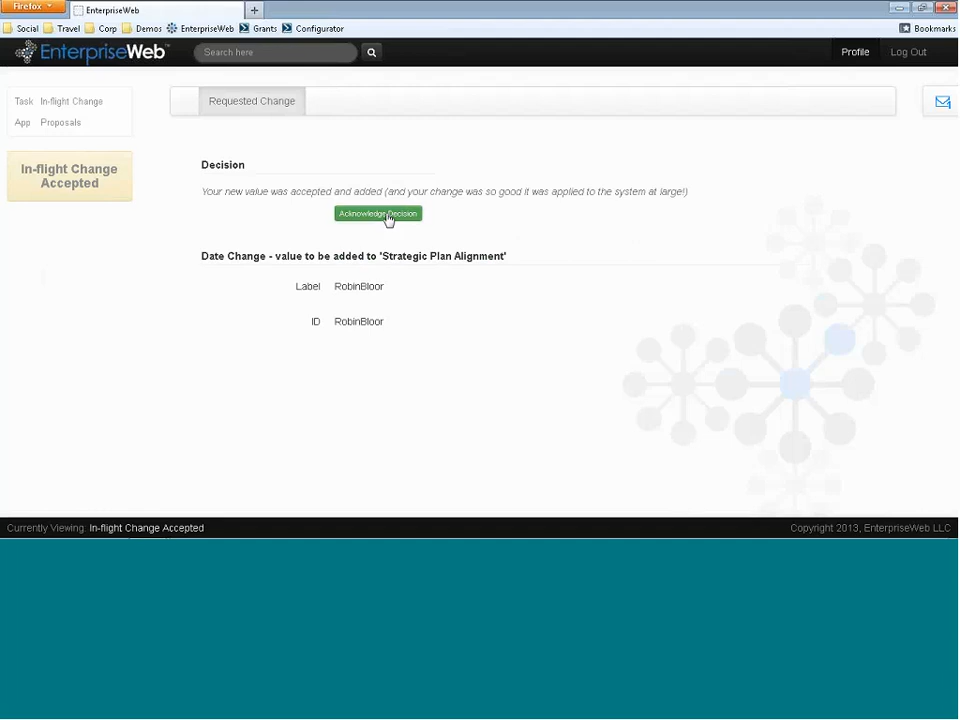 Firefox
EnterpriseWeb
Social Travel Corp Demos EnterpriseWeb Grants Configurator Bookmarks
EnterpriseWeb™ Search here Profile Log Out
Task In-flight Change
App Proposals
Requested Change
In-flight Change
Accepted
Decision
Your new value was accepted and added (and your change was so good it was applied to the system at large!)
Acknowledge Decision
Date Change - value to be added to 'Strategic Plan Alignment'
Label RobinBloor
ID RobinBloor
Currently Viewing: In-flight Change Accepted Copyright 2013, EnterpriseWeb LLC